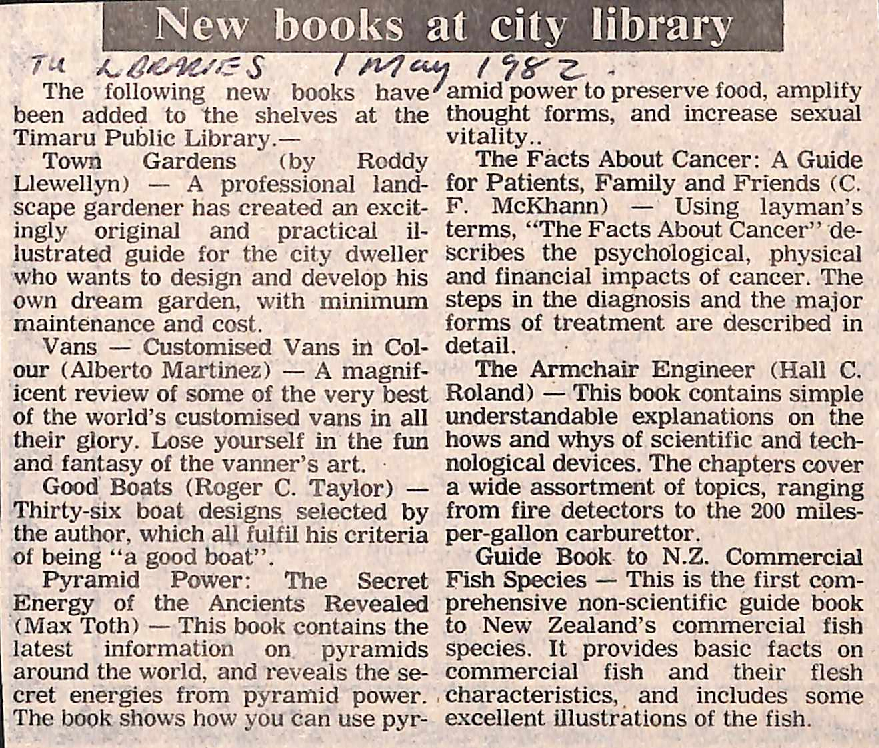 New books at city library
TU LIBRARIES 1 May 1982.
The following new books have
been added to the shelves at the
Timaru Public Library.—
Town Gardens (by Roddy
Llewellyn) — A professional land-
scape gardener has created an excit-
ingly original and practical il-
lustrated guide for the city dweller
who wants to design and develop his
own dream garden, with minimum
maintenance and cost.
Vans — Customised Vans in Col-
our (Alberto Martinez) — A magnif-
icent review of some of the very best
of the world's customised vans in all
their glory. Lose yourself in the fun
and fantasy of the vanner's art.
Good Boats (Roger C. Taylor) —
Thirty-six boat designs selected by
the author, which all fulfil his criteria
of being "a good boat".
Pyramid Power: The Secret
Energy of the Ancients Revealed
(Max Toth) — This book contains the
latest information on pyramids
around the world, and reveals the se-
cret energies from pyramid power.
The book shows how you can use pyr-
amid power to preserve food, amplify
thought forms, and increase sexual
vitality..
The Facts About Cancer: A Guide
for Patients, Family and Friends (C.
F. McKhann) — Using layman's
terms, "The Facts About Cancer" de-
scribes the psychological, physical
and financial impacts of cancer. The
steps in the diagnosis and the major
forms of treatment are described in
detail.
The Armchair Engineer (Hall C.
Roland) — This book contains simple
understandable explanations on the
hows and whys of scientific and tech-
nological devices. The chapters cover
a wide assortment of topics, ranging
from fire detectors to the 200 miles-
per-gallon carburettor.
Guide Book to N.Z. Commercial
Fish Species — This is the first com-
prehensive non-scientific guide book
to New Zealand's commercial fish
species. It provides basic facts on
commercial fish and their flesh
characteristics, and includes some
excellent illustrations of the fish.